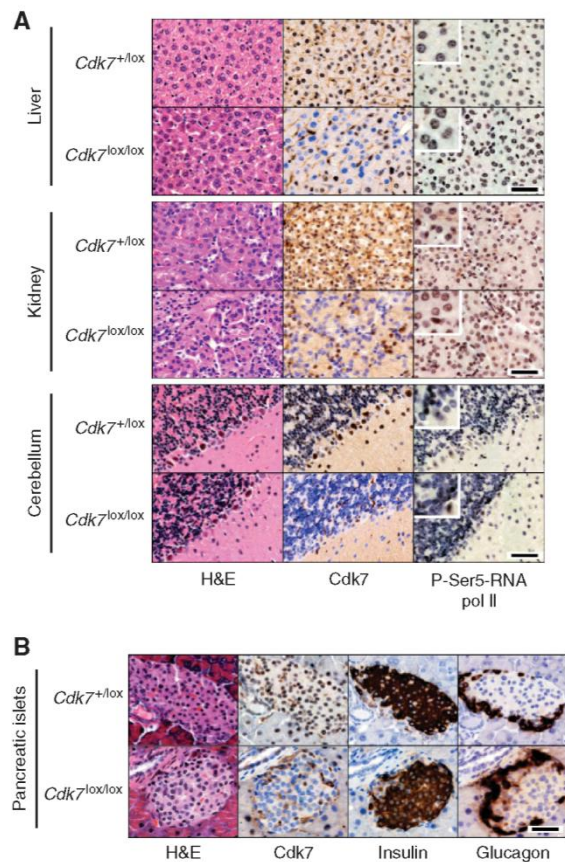 A
Liver
Cdk7+/lox
Cdk7lox/lox
Kidney
Cdk7+/lox
Cdk7lox/lox
Cerebellum
Cdk7+/lox
Cdk7lox/lox
H&E Cdk7 P-Ser5-RNA
pol II
B
Pancreatic islets
Cdk7+/lox
Cdk7lox/lox
H&E Cdk7 Insulin Glucagon